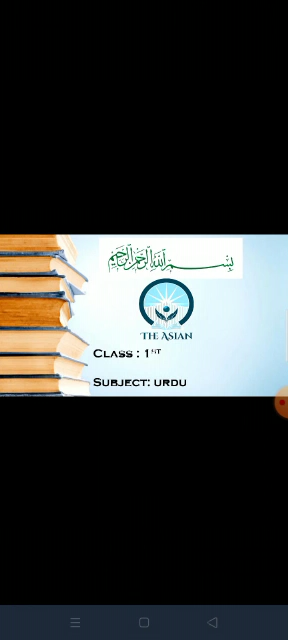 بِسْمِ اللّٰهِ الرَّحْمٰنِ الرَّحِيْمِ
THE ASIAN
CLASS : 1ST
SUBJECT: URDU